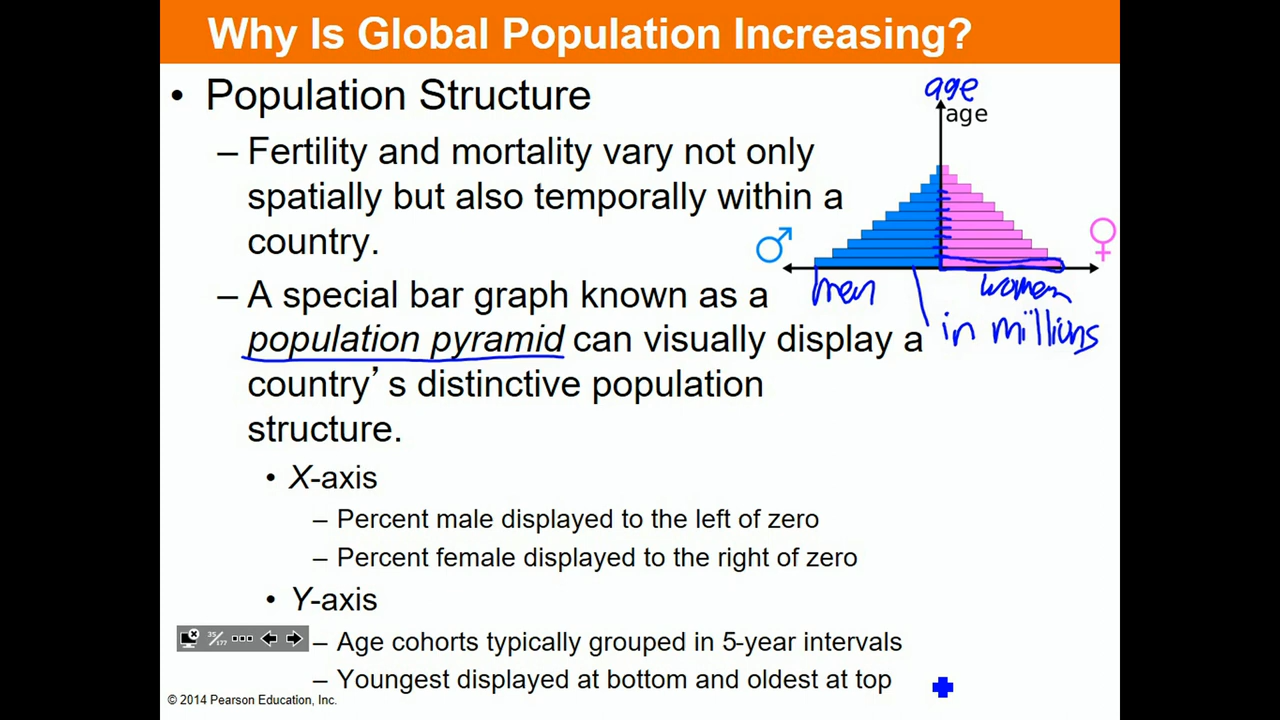 Why Is Global Population Increasing?
• Population Structure
– Fertility and mortality vary not only
spatially but also temporally within a
country.
– A special bar graph known as a
population pyramid can visually display a
country’s distinctive population
structure.
• X-axis
– Percent male displayed to the left of zero
– Percent female displayed to the right of zero
• Y-axis
– Age cohorts typically grouped in 5-year intervals
– Youngest displayed at bottom and oldest at top
age
age
♂
♀
men
women
in millions
35/177
© 2014 Pearson Education, Inc.